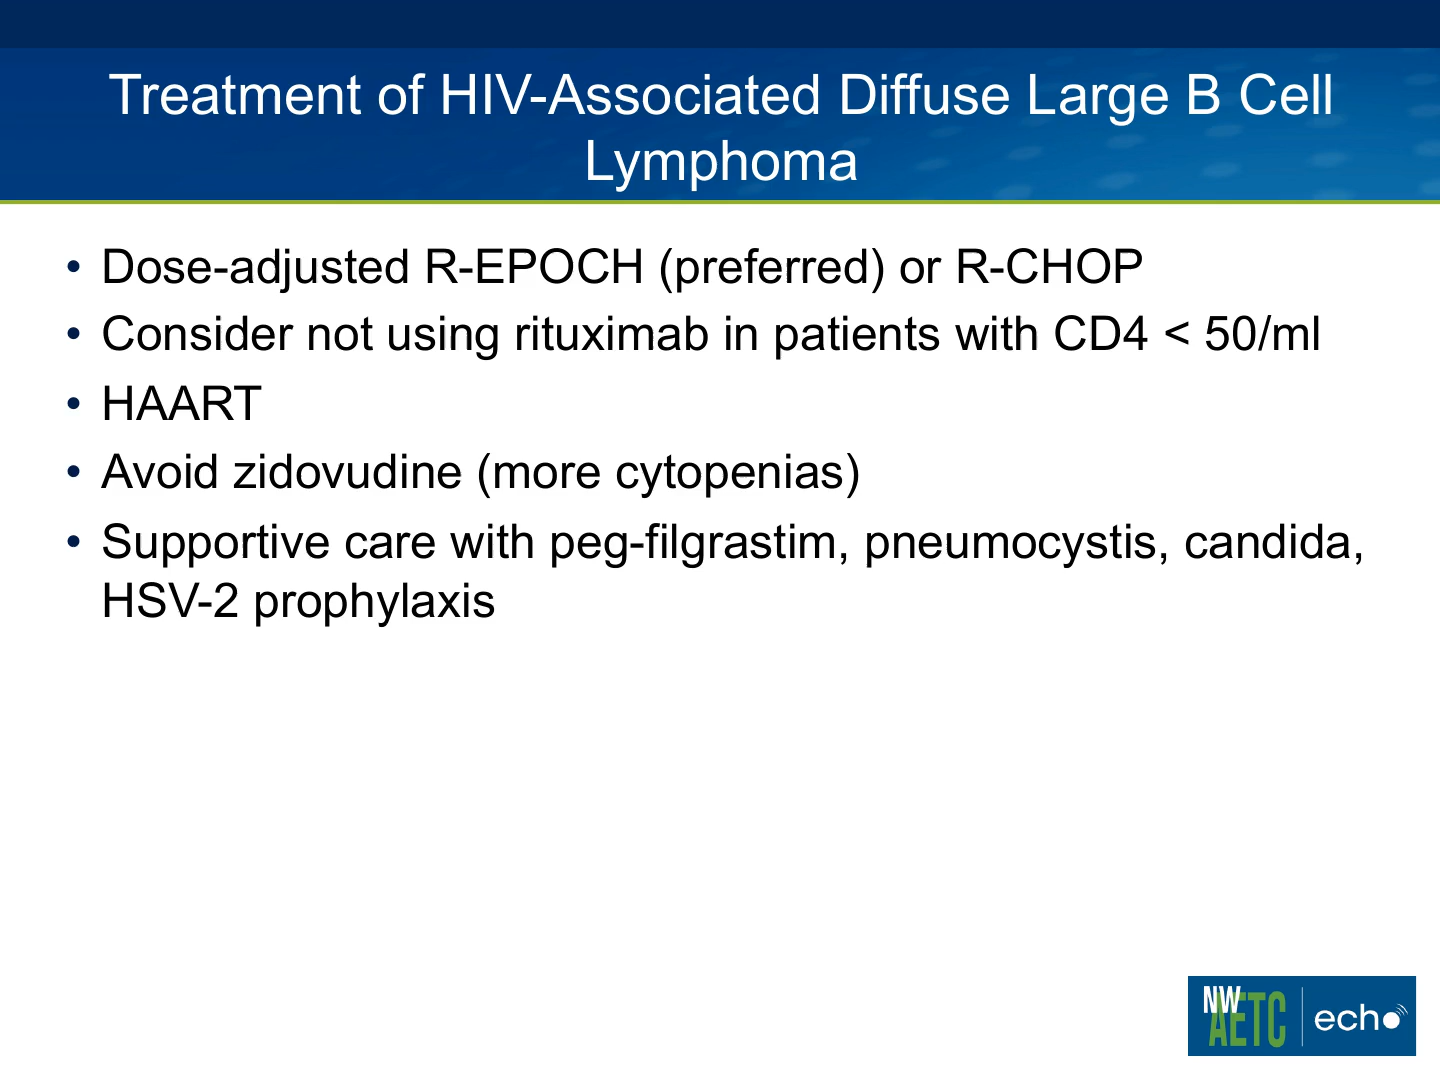 Treatment of HIV-Associated Diffuse Large B Cell
Lymphoma
• Dose-adjusted R-EPOCH (preferred) or R-CHOP
• Consider not using rituximab in patients with CD4 < 50/ml
• HAART
• Avoid zidovudine (more cytopenias)
• Supportive care with peg-filgrastim, pneumocystis, candida,
HSV-2 prophylaxis
NW
AETC
echo